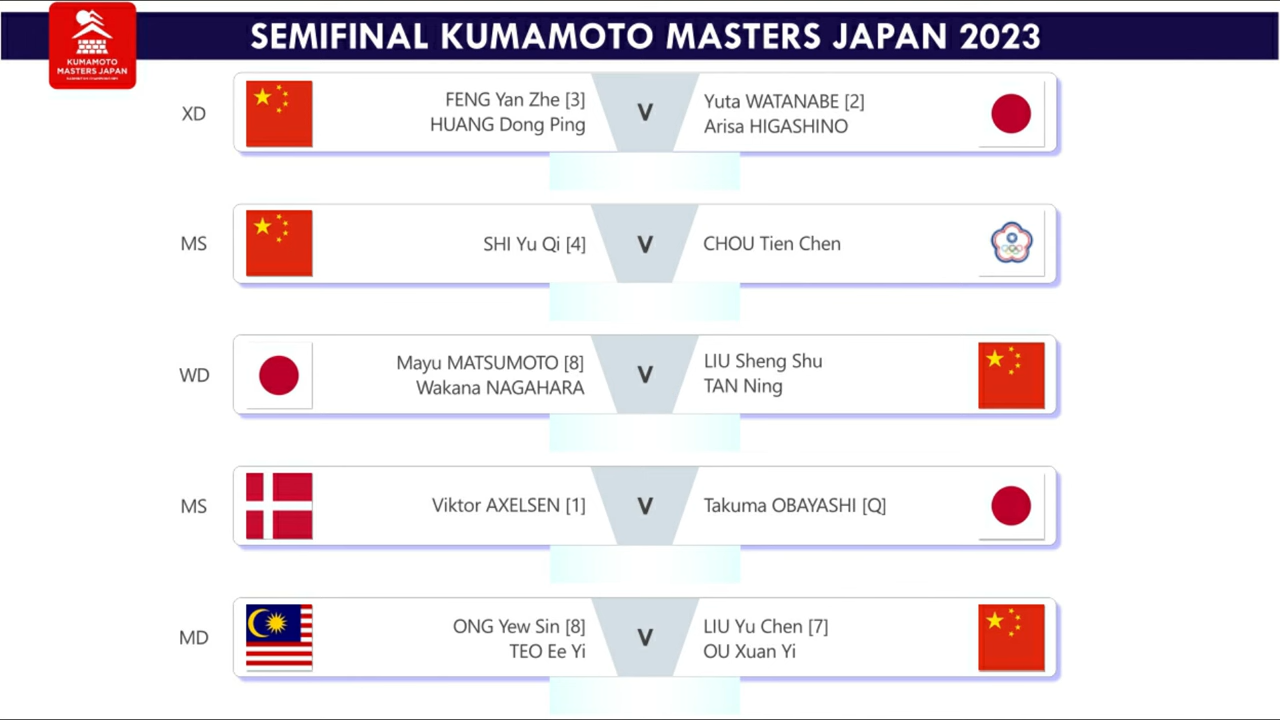 SEMIFINAL KUMAMOTO MASTERS JAPAN 2023
KUMAMOTO
MASTERS JAPAN
XD
FENG Yan Zhe [3]
HUANG Dong Ping
V
Yuta WATANABE [2]
Arisa HIGASHINO
MS
SHI Yu Qi [4]
V
CHOU Tien Chen
WD
Mayu MATSUMOTO [8]
Wakana NAGAHARA
V
LIU Sheng Shu
TAN Ning
MS
Viktor AXELSEN [1]
V
Takuma OBAYASHI [Q]
MD
ONG Yew Sin [8]
TEO Ee Yi
V
LIU Yu Chen [7]
OU Xuan Yi